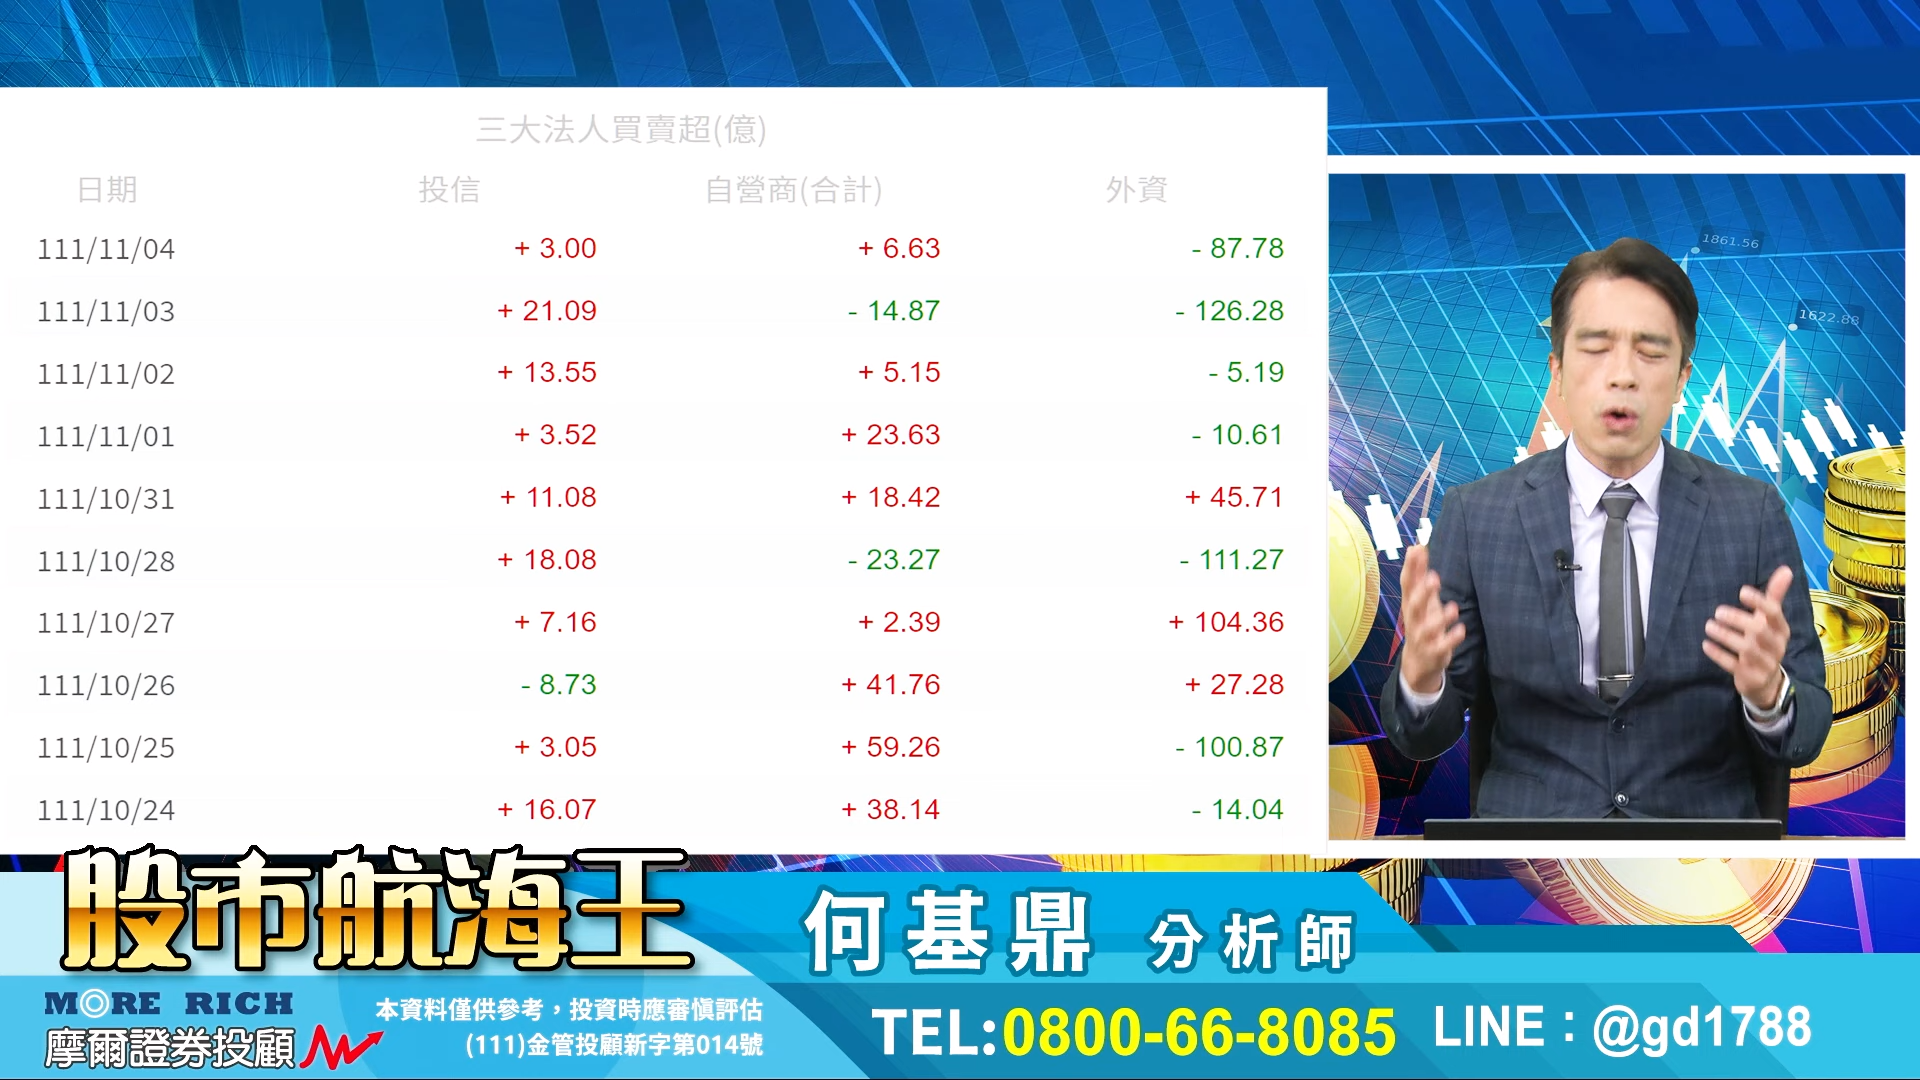 三大法人買賣超(億)
日期 投信 自營商(合計) 外資
111/11/04 + 3.00 + 6.63 - 87.78
111/11/03 + 21.09 - 14.87 - 126.28
111/11/02 + 13.55 + 5.15 - 5.19
111/11/01 + 3.52 + 23.63 - 10.61
111/10/31 + 11.08 + 18.42 + 45.71
111/10/28 + 18.08 - 23.27 - 111.27
111/10/27 + 7.16 + 2.39 + 104.36
111/10/26 - 8.73 + 41.76 + 27.28
111/10/25 + 3.05 + 59.26 - 100.87
111/10/24 + 16.07 + 38.14 - 14.04
1861.56
1622.88
股市航海王
MORE RICH
摩爾證券投顧
本資料僅供參考，投資時應審慎評估
(111)金管投顧新字第014號
何基鼎 分析師
TEL:0800-66-8085
LINE：@gd1788